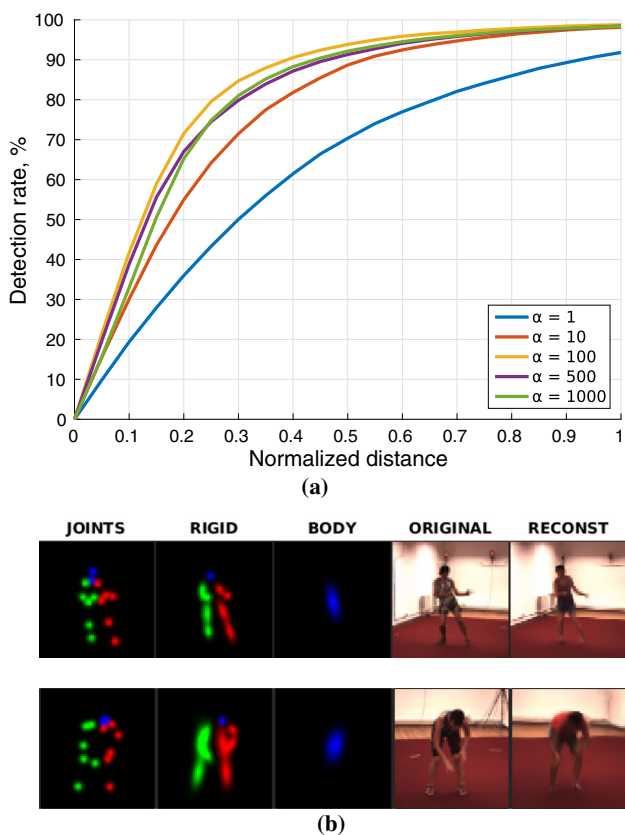 100
90
80
70
60
50
40
30
20
10
0
Detection rate, %
α = 1
α = 10
α = 100
α = 500
α = 1000
0 0.1 0.2 0.3 0.4 0.5 0.6 0.7 0.8 0.9 1
Normalized distance
(a)
JOINTS RIGID BODY ORIGINAL RECONST
(b)